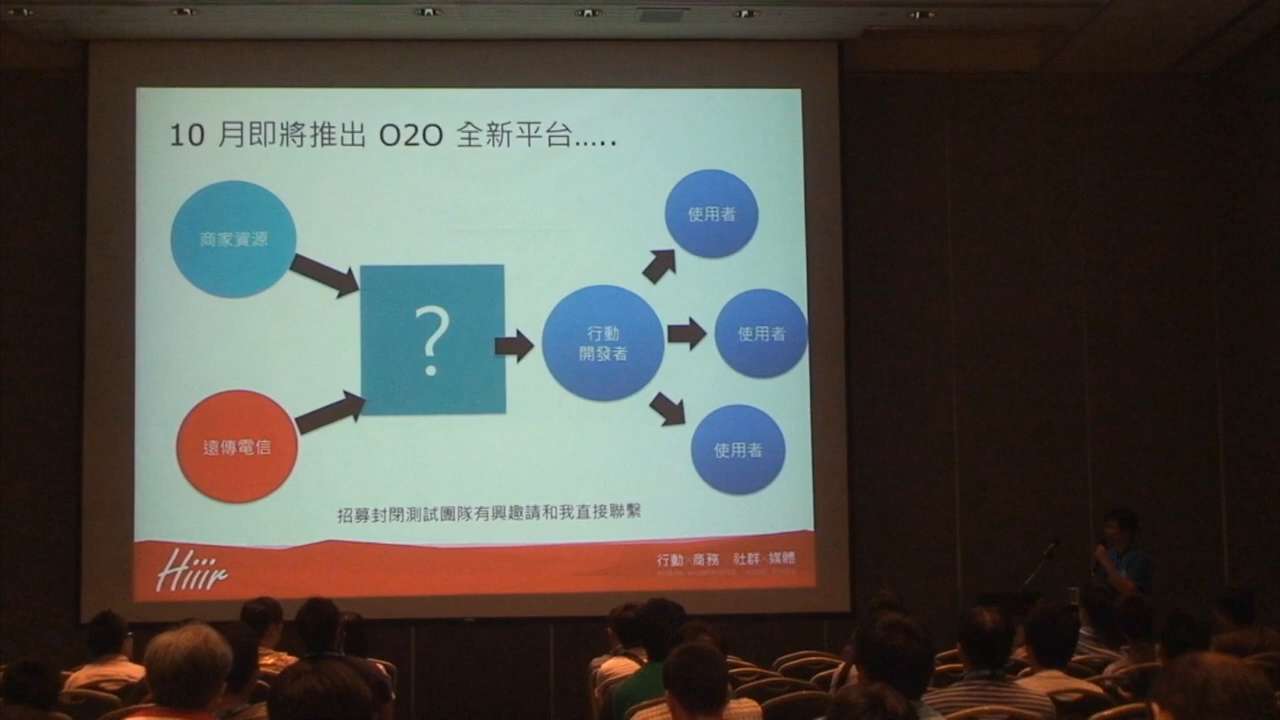 10 月即將推出 O2O 全新平台.....
商家資源
使用者
?
行動
開發者
使用者
遠傳電信
使用者
招募封閉測試團隊有興趣請和我直接聯繫
Hiiir
行動 商務 社群 媒體